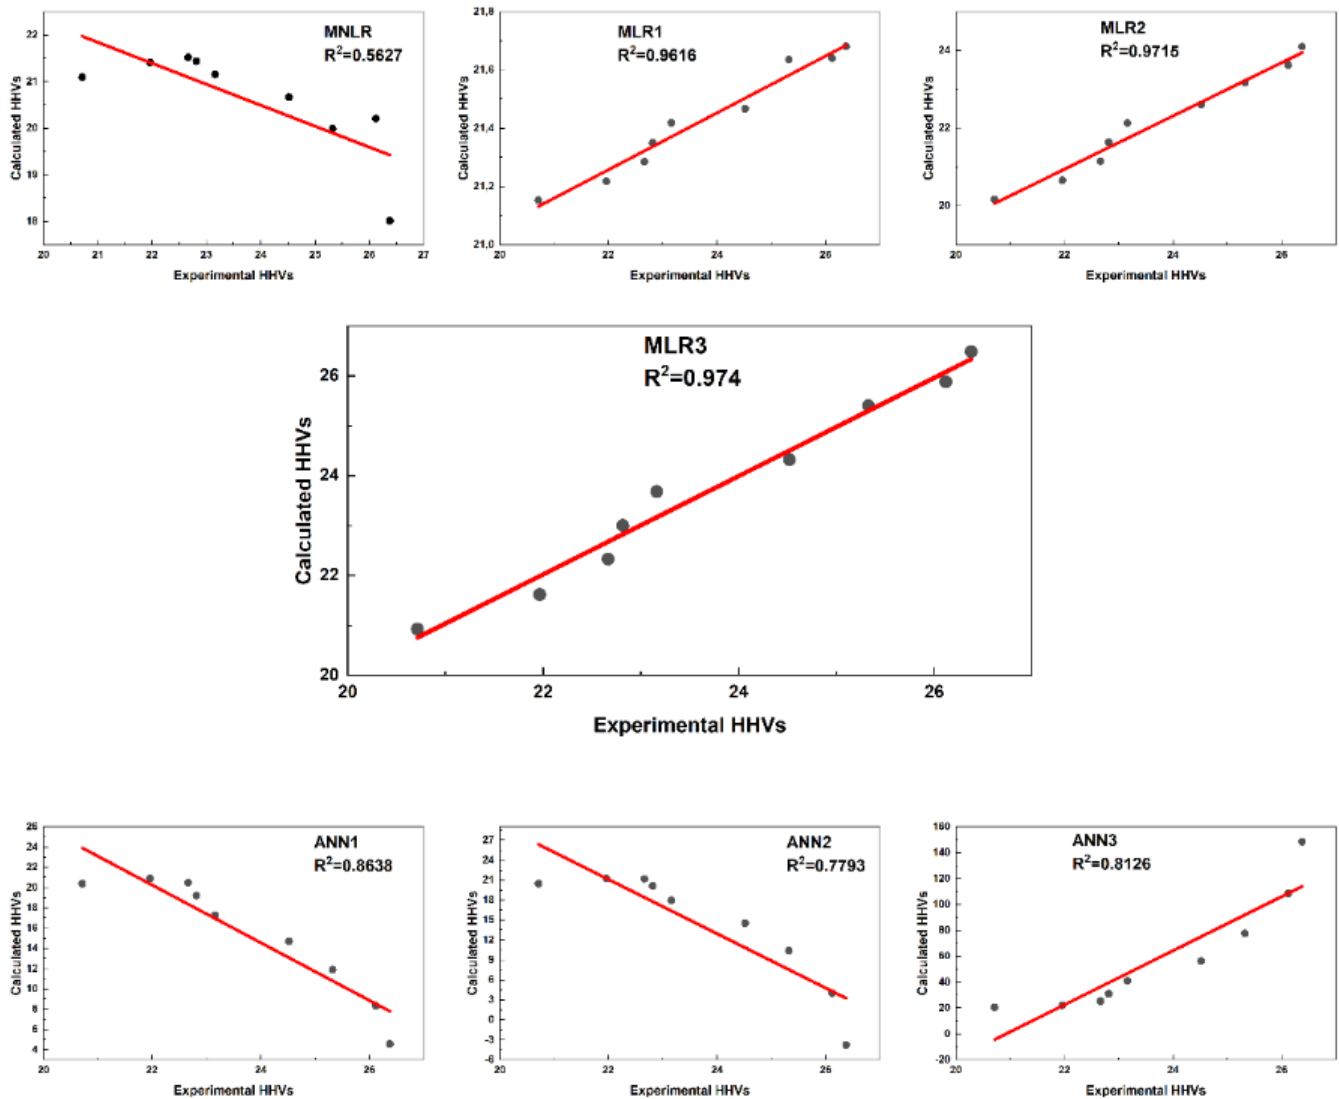 MNLR
R²=0.5627
22
21
20
19
18
20 21 22 23 24 25 26 27
Calculated HHVs
Experimental HHVs
MLR1
R²=0.9616
21,8
21,6
21,4
21,2
21,0
20 22 24 26
Calculated HHVs
Experimental HHVs
MLR2
R²=0.9715
24
22
20
20 22 24 26
Calculated HHVs
Experimental HHVs
MLR3
R²=0.974
26
24
22
20
20 22 24 26
Calculated HHVs
Experimental HHVs
ANN1
R²=0.8638
26
24
22
20
18
16
14
12
10
8
6
4
20 22 24 26
Calculated HHVs
Experimental HHVs
ANN2
R²=0.7793
27
24
21
18
15
12
9
6
3
0
-3
-6
20 22 24 26
Calculated HHVs
Experimental HHVs
ANN3
R²=0.8126
160
140
120
100
80
60
40
20
0
-20
20 22 24 26
Calculated HHVs
Experimental HHVs